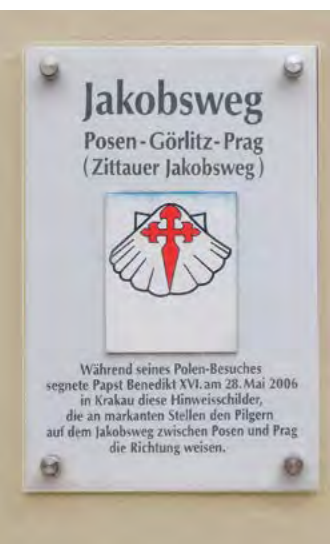 Jakobsweg
Posen-Görlitz-Prag
(Zittauer Jakobsweg)
Während seines Polen-Besuches
segnete Papst Benedikt XVI. am 28. Mai 2006
in Krakau diese Hinweisschilder,
die an markanten Stellen den Pilgern
auf dem Jakobsweg zwischen Posen und Prag
die Richtung weisen.